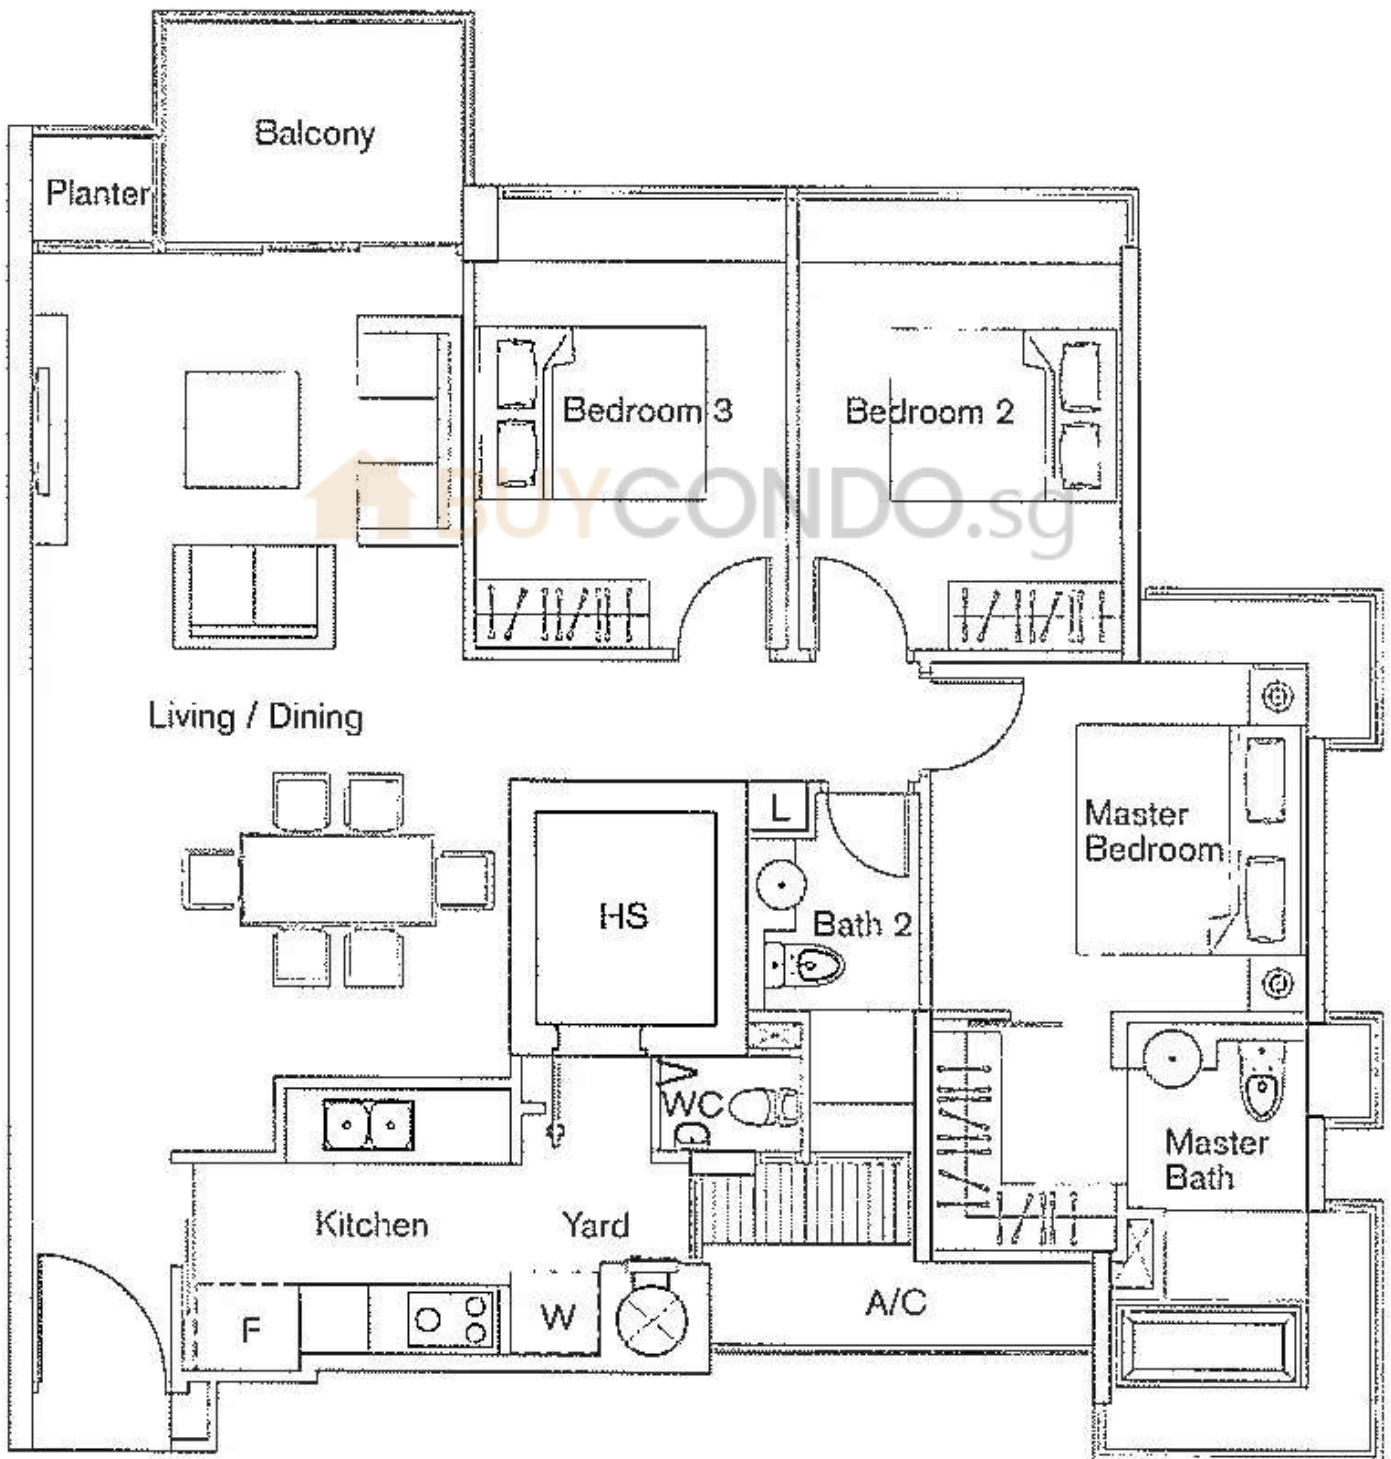 Balcony
Planter
Bedroom 3
Bedroom 2
BUYCONDO.sg
Living / Dining
L
Master
Bedroom
HS
Bath 2
WC
Master
Bath
Kitchen
Yard
A/C
F
W